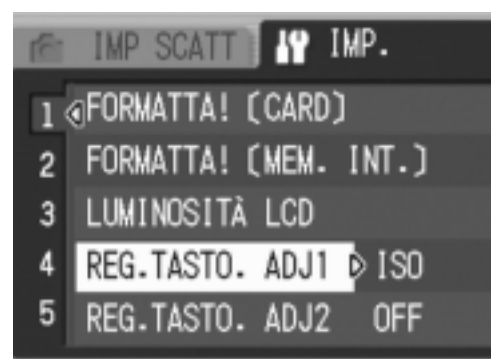 IMP SCATT IMP.
1 FORMATTA! [CARD]
2 FORMATTA! [MEM. INT.]
3 LUMINOSITÀ LCD
4 REG.TASTO. ADJ1 ISO
5 REG.TASTO. ADJ2 OFF